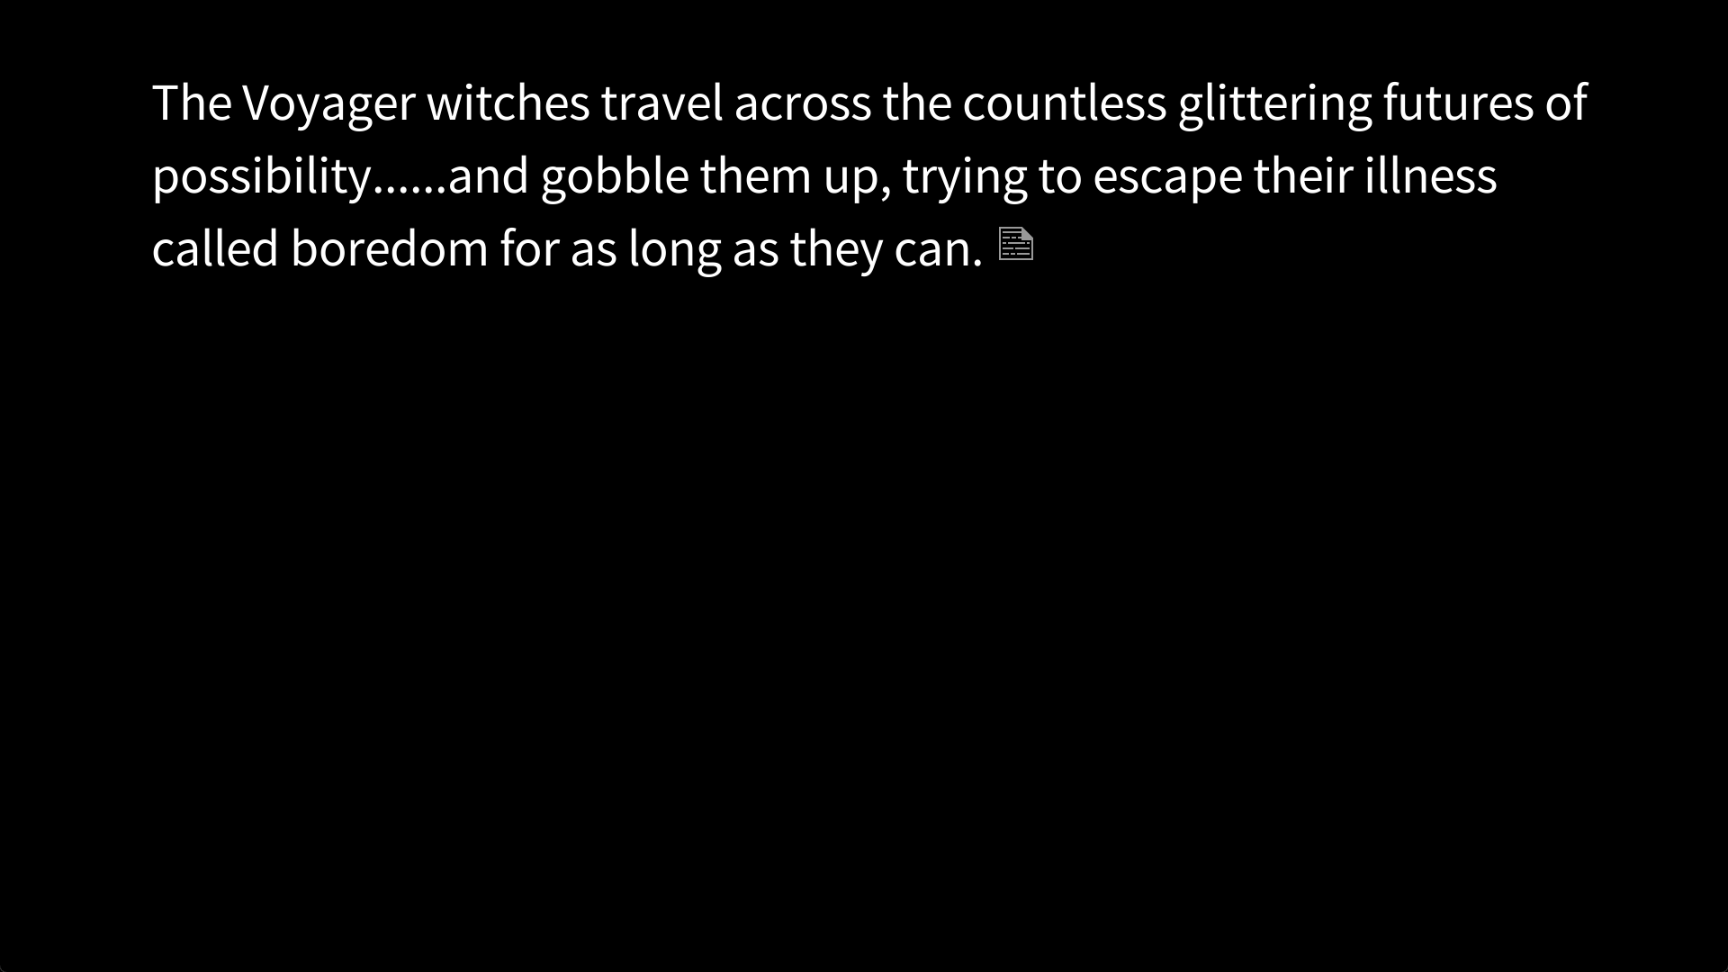 The Voyager witches travel across the countless glittering futures of
possibility......and gobble them up, trying to escape their illness
called boredom for as long as they can.